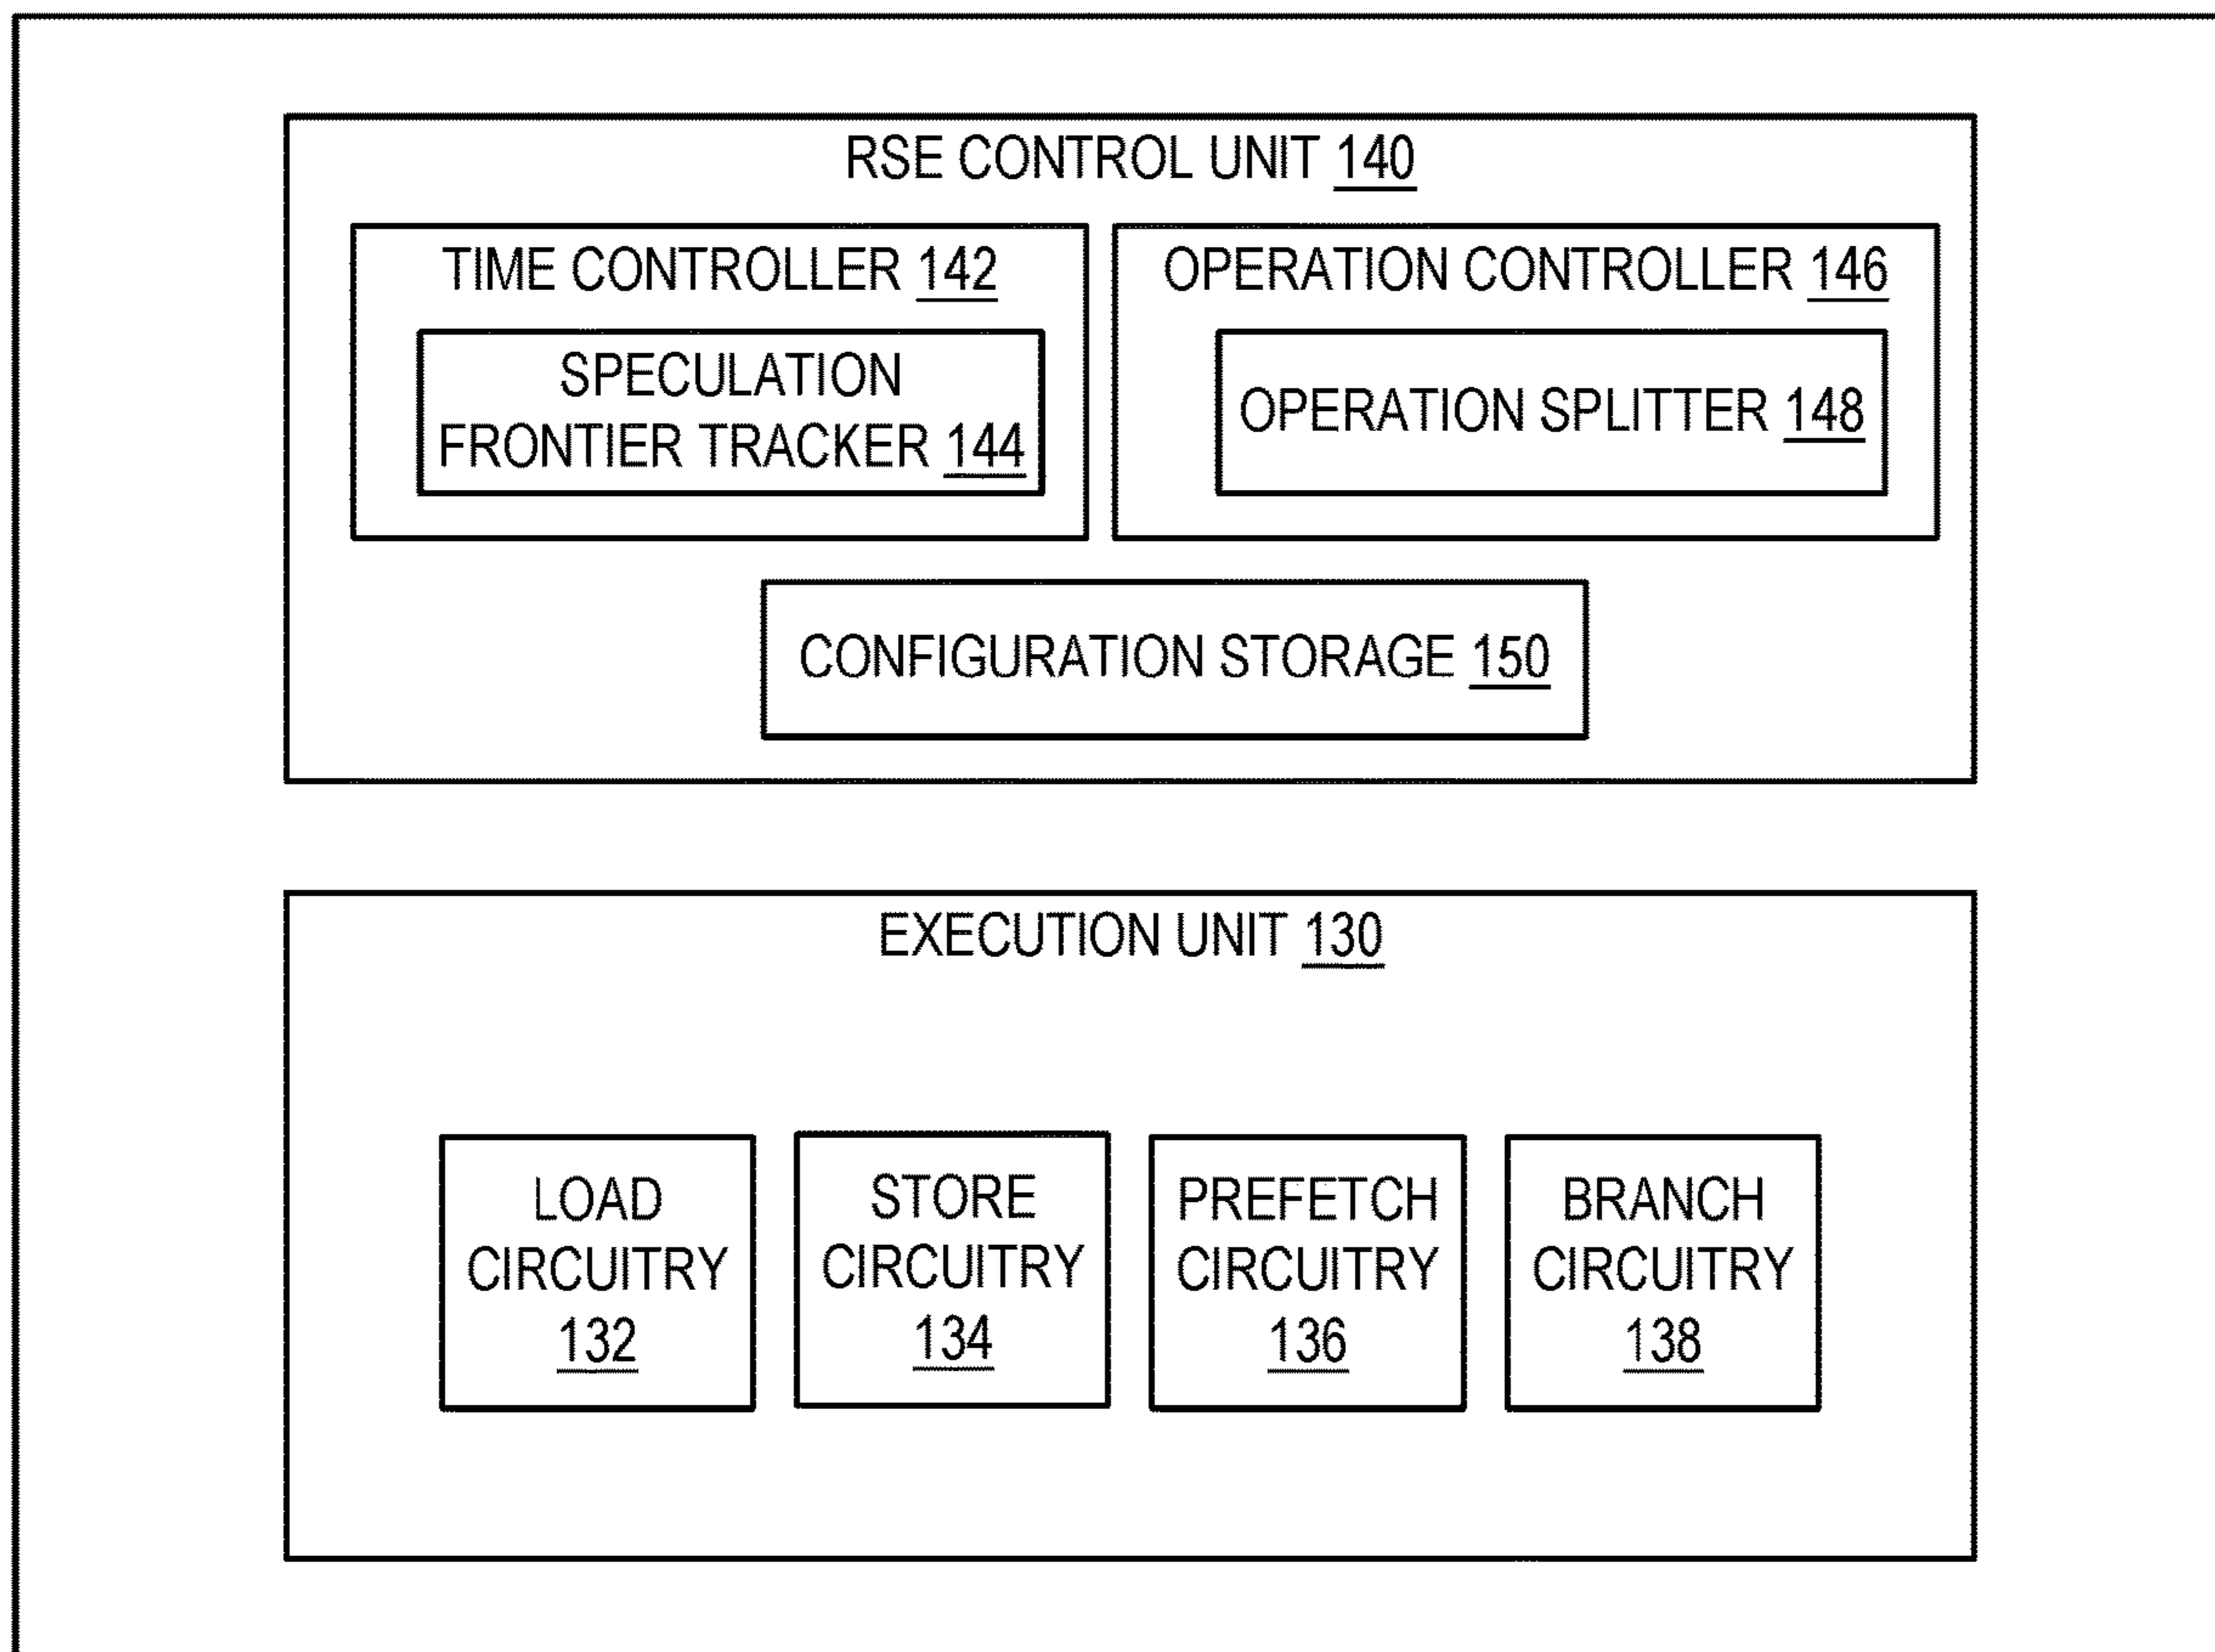 RSE CONTROL UNIT 140
TIME CONTROLLER 142
SPECULATION
FRONTIER TRACKER 144
OPERATION CONTROLLER 146
OPERATION SPLITTER 148
CONFIGURATION STORAGE 150
EXECUTION UNIT 130
LOAD
CIRCUITRY
132
STORE
CIRCUITRY
134
PREFETCH
CIRCUITRY
136
BRANCH
CIRCUITRY
138